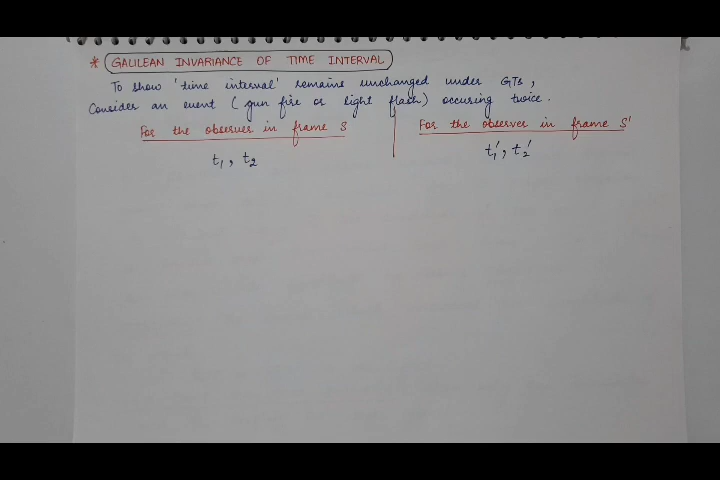 * GALILEAN INVARIANCE OF TIME INTERVAL
To show 'time interval' remains unchanged under GTs,
Consider an event (gun fire or light flash) occuring twice.
For the observer in frame S
For the observer in frame S'
t₁, t₂
t₁', t₂'